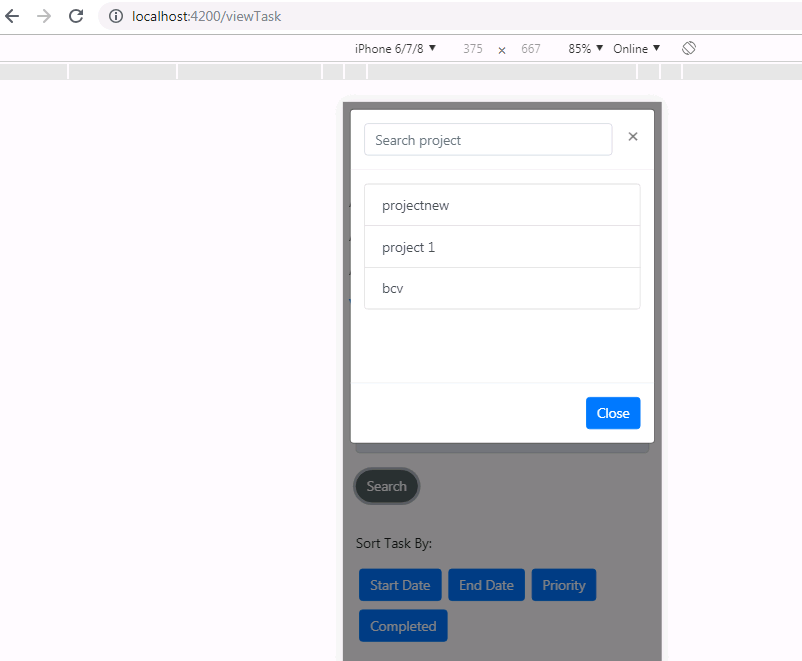 localhost:4200/viewTask
iPhone 6/7/8 ▼ 375 × 667 85% ▼ Online ▼
Search project ×
projectnew
project 1
bcv
Close
Search
Sort Task By:
Start Date End Date Priority
Completed